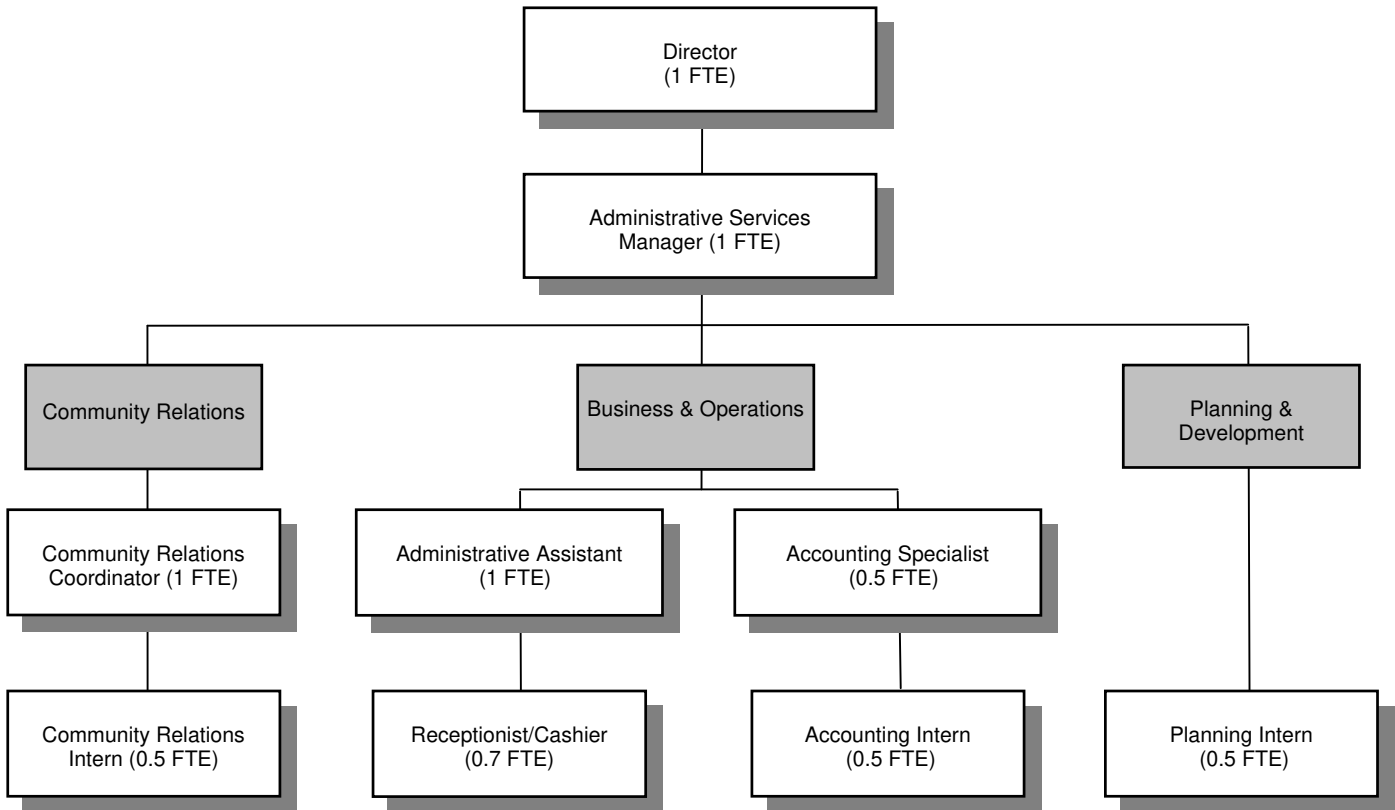 Director
(1 FTE)
Administrative Services
Manager (1 FTE)
Community Relations
Business & Operations
Planning &
Development
Community Relations
Coordinator (1 FTE)
Administrative Assistant
(1 FTE)
Accounting Specialist
(0.5 FTE)
Community Relations
Intern (0.5 FTE)
Receptionist/Cashier
(0.7 FTE)
Accounting Intern
(0.5 FTE)
Planning Intern
(0.5 FTE)